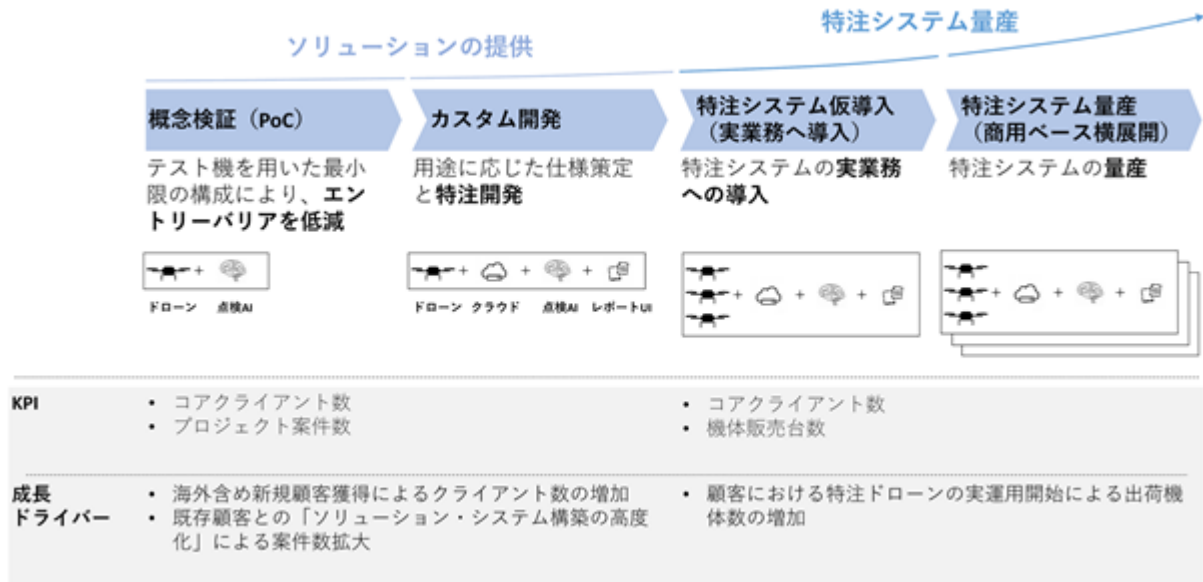 ソリューションの提供
特注システム量産
概念検証（PoC）
カスタム開発
特注システム仮導入
（実業務へ導入）
特注システム量産
（商用ベース横展開）
テスト機を用いた最小
限の構成により、エン
トリーバリアを低減
用途に応じた仕様策定
と特注開発
特注システムの実業務
への導入
特注システムの量産
+
ドローン 点検AI
+ + +
ドローン クラウド 点検AI レポートUI
+ + +
+ + +
KPI
• コアクライアント数
• プロジェクト案件数
• コアクライアント数
• 機体販売台数
成長
ドライバー
• 海外含め新規顧客獲得によるクライアント数の増加
• 既存顧客との「ソリューション・システム構築の高度
化」による案件数拡大
• 顧客における特注ドローンの実運用開始による出荷機
体数の増加